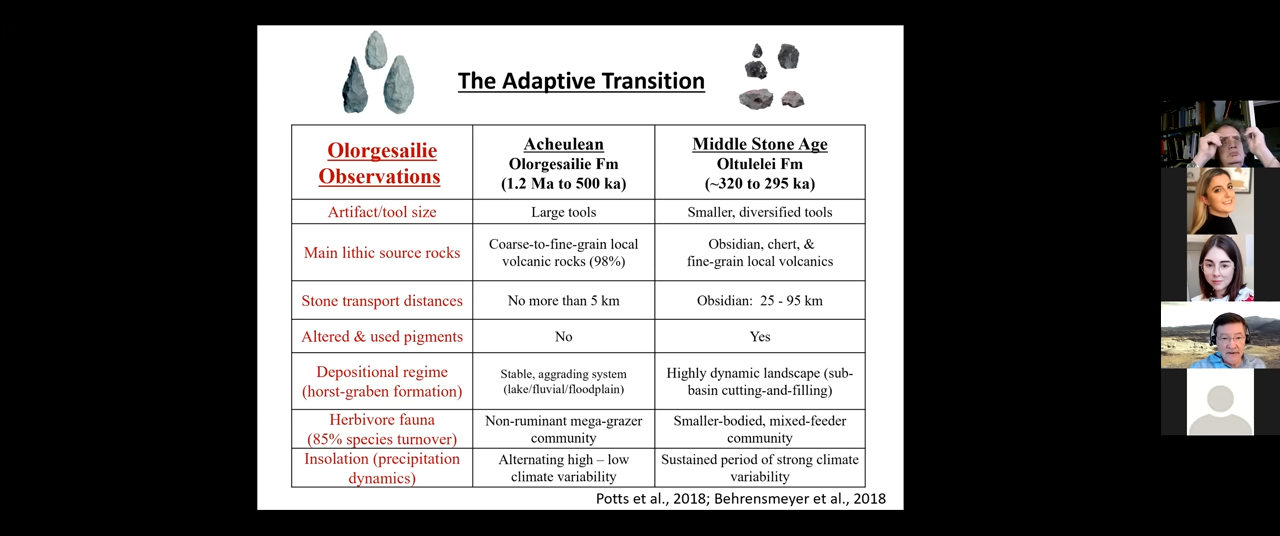 The Adaptive Transition
Olorgesailie
Observations
Acheulean
Olorgesailie Fm
(1.2 Ma to 500 ka)
Middle Stone Age
Oltulelei Fm
(~320 to 295 ka)
Artifact/tool size
Large tools
Smaller, diversified tools
Main lithic source rocks
Coarse-to-fine-grain local
volcanic rocks (98%)
Obsidian, chert, &
fine-grain local volcanics
Stone transport distances
No more than 5 km
Obsidian: 25 - 95 km
Altered & used pigments
No
Yes
Depositional regime
(horst-graben formation)
Stable, aggrading system
(lake/fluvial/floodplain)
Highly dynamic landscape (sub-
basin cutting-and-filling)
Herbivore fauna
(85% species turnover)
Non-ruminant mega-grazer
community
Smaller-bodied, mixed-feeder
community
Insolation (precipitation
dynamics)
Alternating high – low
climate variability
Sustained period of strong climate
variability
Potts et al., 2018; Behrensmeyer et al., 2018